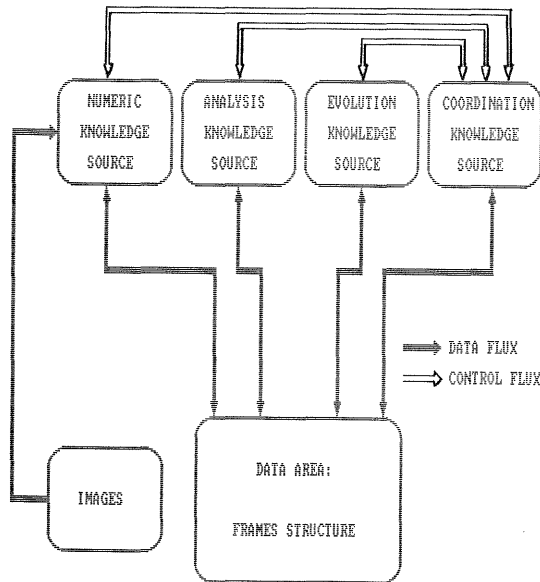 NUMERIC
KNOWLEDGE
SOURCE
ANALYSIS
KNOWLEDGE
SOURCE
EVOLUTION
KNOWLEDGE
SOURCE
COORDINATION
KNOWLEDGE
SOURCE
DATA FLUX
CONTROL FLUX
IMAGES
DATA AREA:
FRAMES STRUCTURE